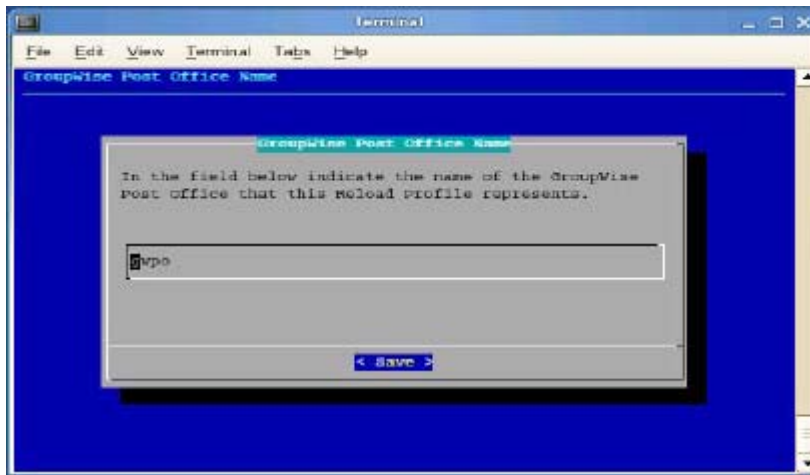 Terminal
File Edit View Terminal Tabs Help
GroupWise Post Office Name
GroupWise Post Office Name
In the field below indicate the name of the GroupWise
Post Office that this Reload Profile represents.
gwpo
< Save >